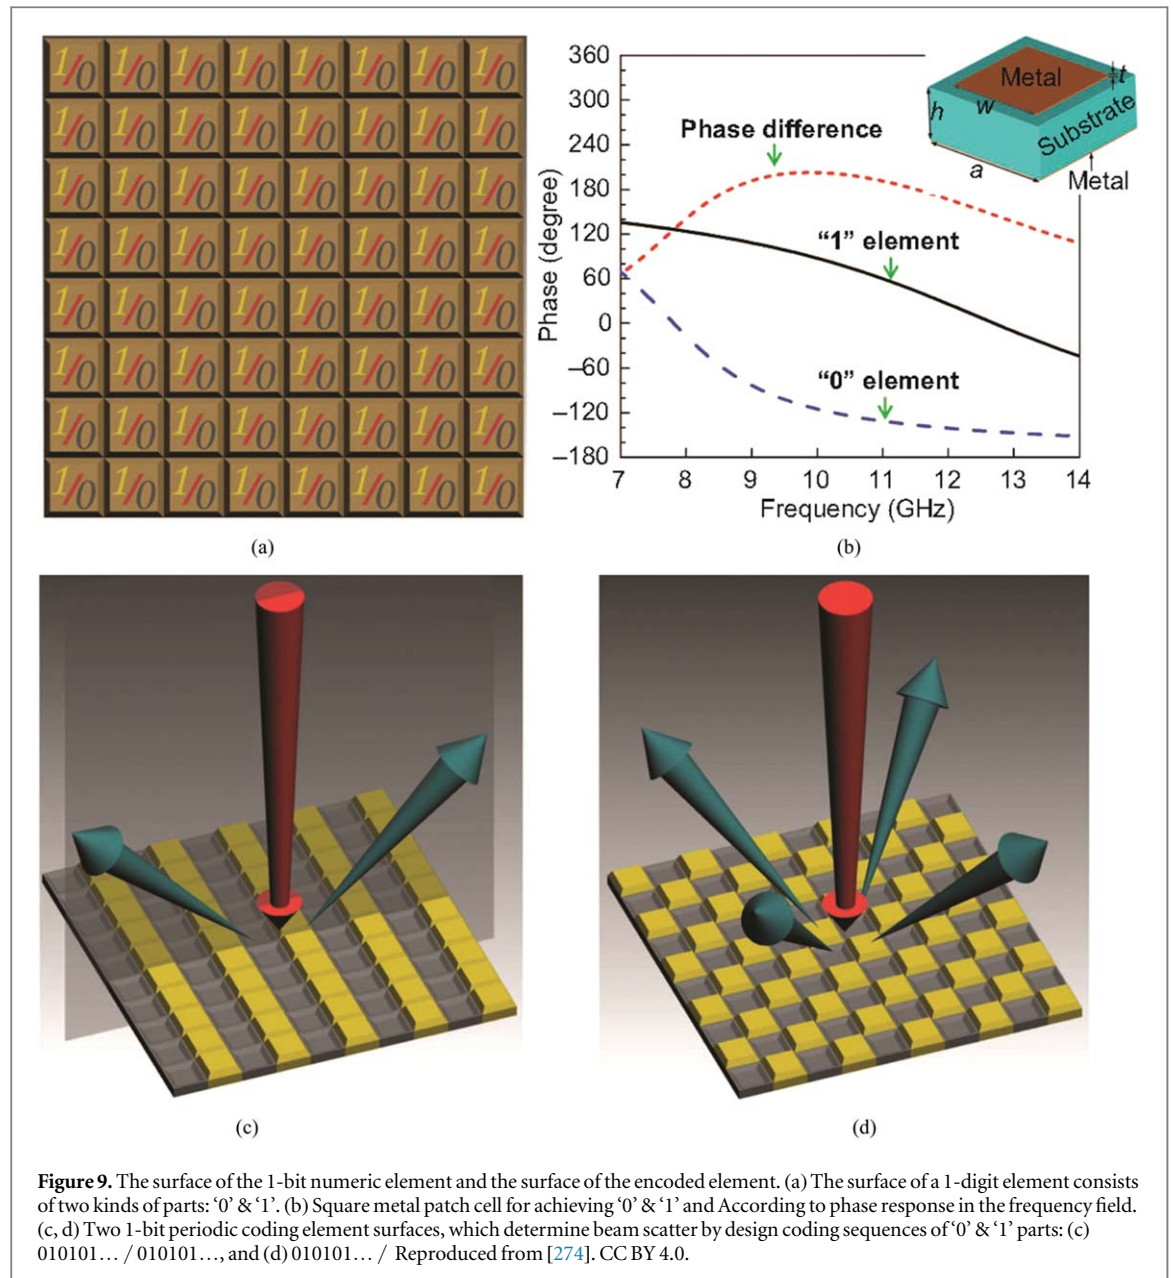 1/0 1/0 1/0 1/0 1/0 1/0 1/0 1/0
1/0 1/0 1/0 1/0 1/0 1/0 1/0 1/0
1/0 1/0 1/0 1/0 1/0 1/0 1/0 1/0
1/0 1/0 1/0 1/0 1/0 1/0 1/0 1/0
1/0 1/0 1/0 1/0 1/0 1/0 1/0 1/0
1/0 1/0 1/0 1/0 1/0 1/0 1/0 1/0
1/0 1/0 1/0 1/0 1/0 1/0 1/0 1/0
1/0 1/0 1/0 1/0 1/0 1/0 1/0 1/0
(a)
360
300
240
180
120
60
0
–60
–120
–180
Phase (degree)
Phase difference
“1” element
“0” element
Metal
t
w
h
Substrate
a
Metal
7 8 9 10 11 12 13 14
Frequency (GHz)
(b)
(c)
(d)
Figure 9. The surface of the 1-bit numeric element and the surface of the encoded element. (a) The surface of a 1-digit element consists
of two kinds of parts: ‘0’ & ‘1’. (b) Square metal patch cell for achieving ‘0’ & ‘1’ and According to phase response in the frequency field.
(c, d) Two 1-bit periodic coding element surfaces, which determine beam scatter by design coding sequences of ‘0’ & ‘1’ parts: (c)
010101… / 010101…, and (d) 010101… / Reproduced from [274]. CC BY 4.0.